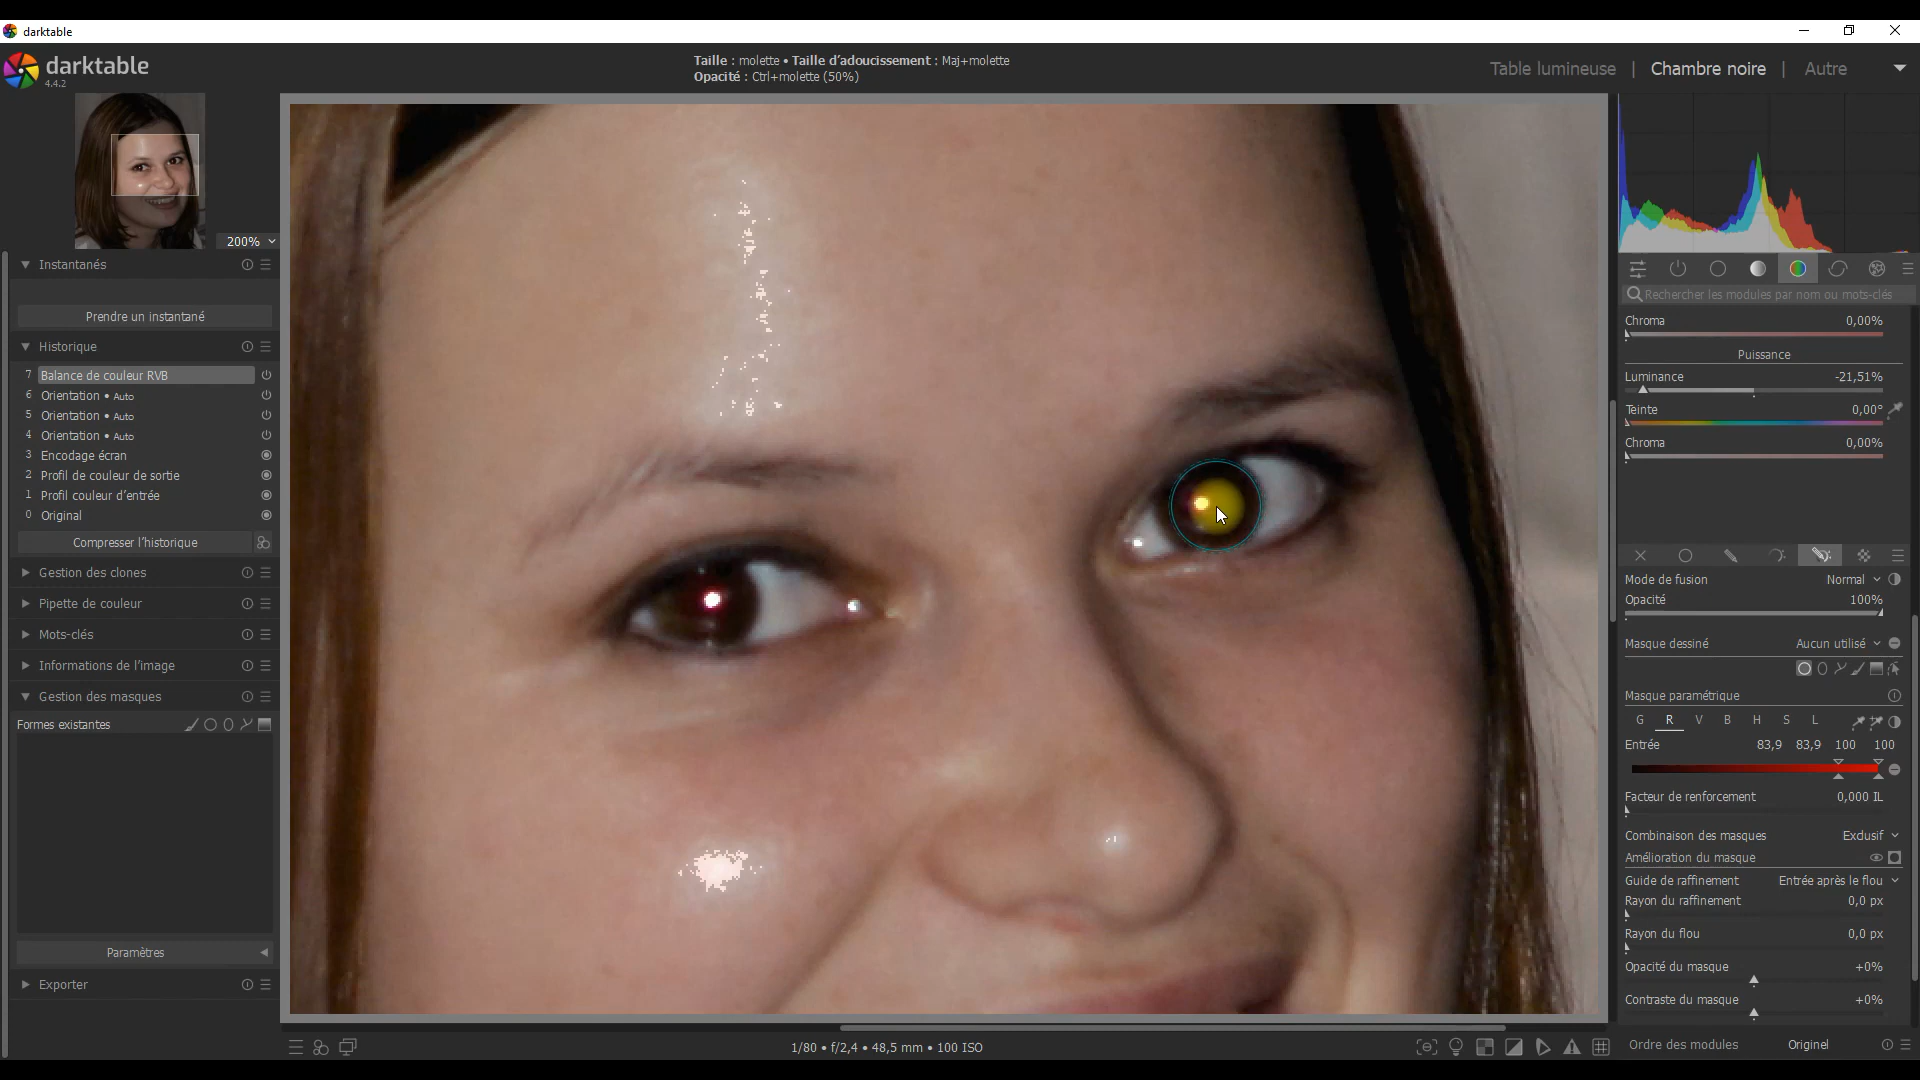 darktable
darktable
4.4.2
Taille : molette • Taille d'adoucissement : Maj+molette
Opacité : Ctrl+molette (50%)
Table lumineuse | Chambre noire | Autre
200%
Instantanés
Prendre un instantané
Historique
7 Balance de couleur RVB
6 Orientation • Auto
5 Orientation • Auto
4 Orientation • Auto
3 Encodage écran
2 Profil de couleur de sortie
1 Profil couleur d'entrée
0 Original
Compresser l'historique
Gestion des clones
Pipette de couleur
Mots-clés
Informations de l'image
Gestion des masques
Formes existantes
Paramètres
Exporter
1/80 • f/2,4 • 48,5 mm • 100 ISO
Rechercher les modules par nom ou mots-clés
Chroma 0,00%
Puissance
Luminance -21,51%
Teinte 0,00°
Chroma 0,00%
Mode de fusion Normal
Opacité 100%
Masque dessiné Aucun utilisé
Masque paramétrique
G R V B H S L
Entrée 83,9 83,9 100 100
Facteur de renforcement 0,000 IL
Combinaison des masques Exclusif
Amélioration du masque
Guide de raffinement Entrée après le flou
Rayon du raffinement 0,0 px
Rayon du flou 0,0 px
Opacité du masque +0%
Contraste du masque +0%
Ordre des modules Originel